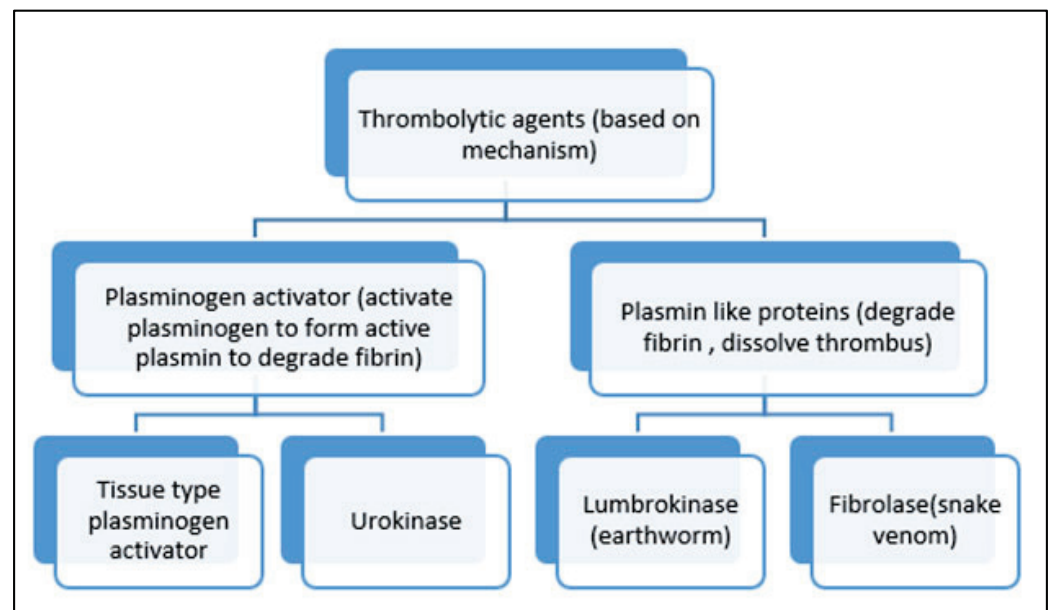 Thrombolytic agents (based on
mechanism)
Plasminogen activator (activate
plasminogen to form active
plasmin to degrade fibrin)
Plasmin like proteins (degrade
fibrin , dissolve thrombus)
Tissue type
plasminogen
activator
Urokinase
Lumbrokinase
(earthworm)
Fibrolase(snake
venom)